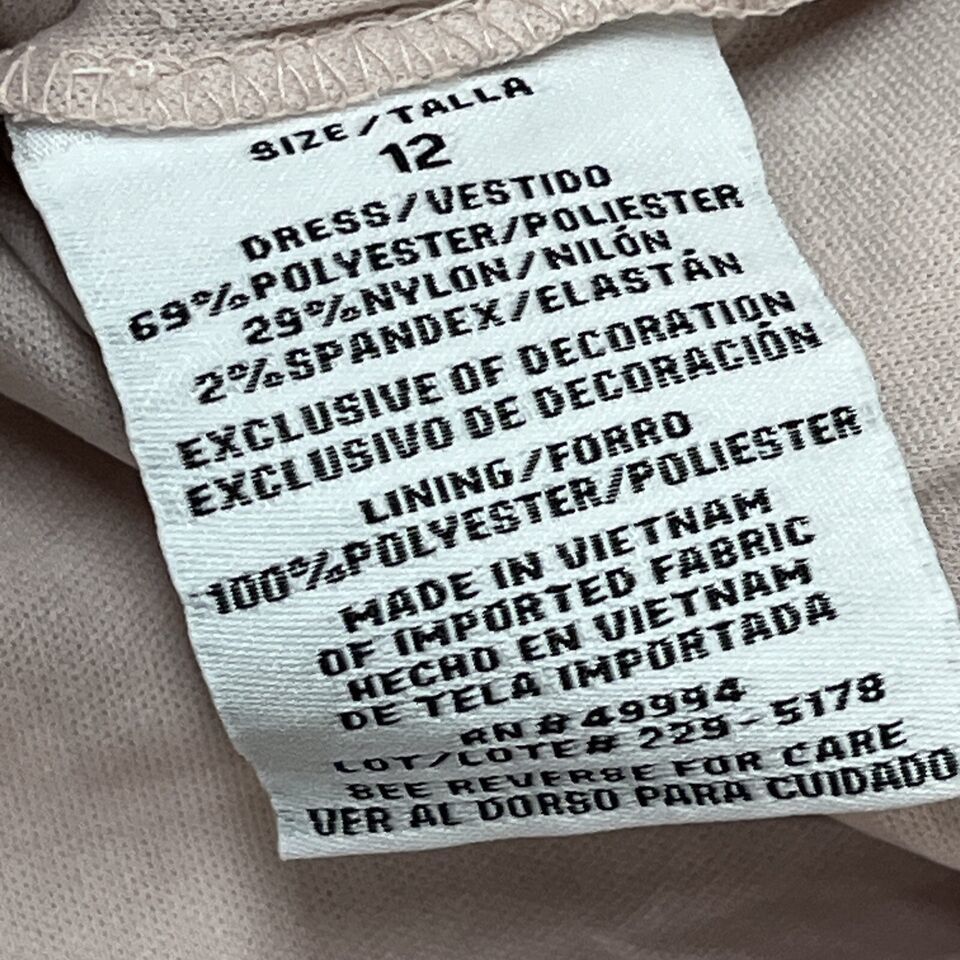 SIZE/TALLA
12
DRESS/VESTIDO
69%POLYESTER/POLIESTER
29%NYLON/NILÓN
2%SPANDEX/ELASTÁN
EXCLUSIVE OF DECORATION
EXCLUSIVO DE DECORACIÓN
LINING/FORRO
100%POLYESTER/POLIESTER
MADE IN VIETNAM
OF IMPORTED FABRIC
HECHO EN VIETNAM
DE TELA IMPORTADA
RN#49994
LOT/LOTE# 229-5178
SEE REVERSE FOR CARE
VER AL DORSO PARA CUIDADO